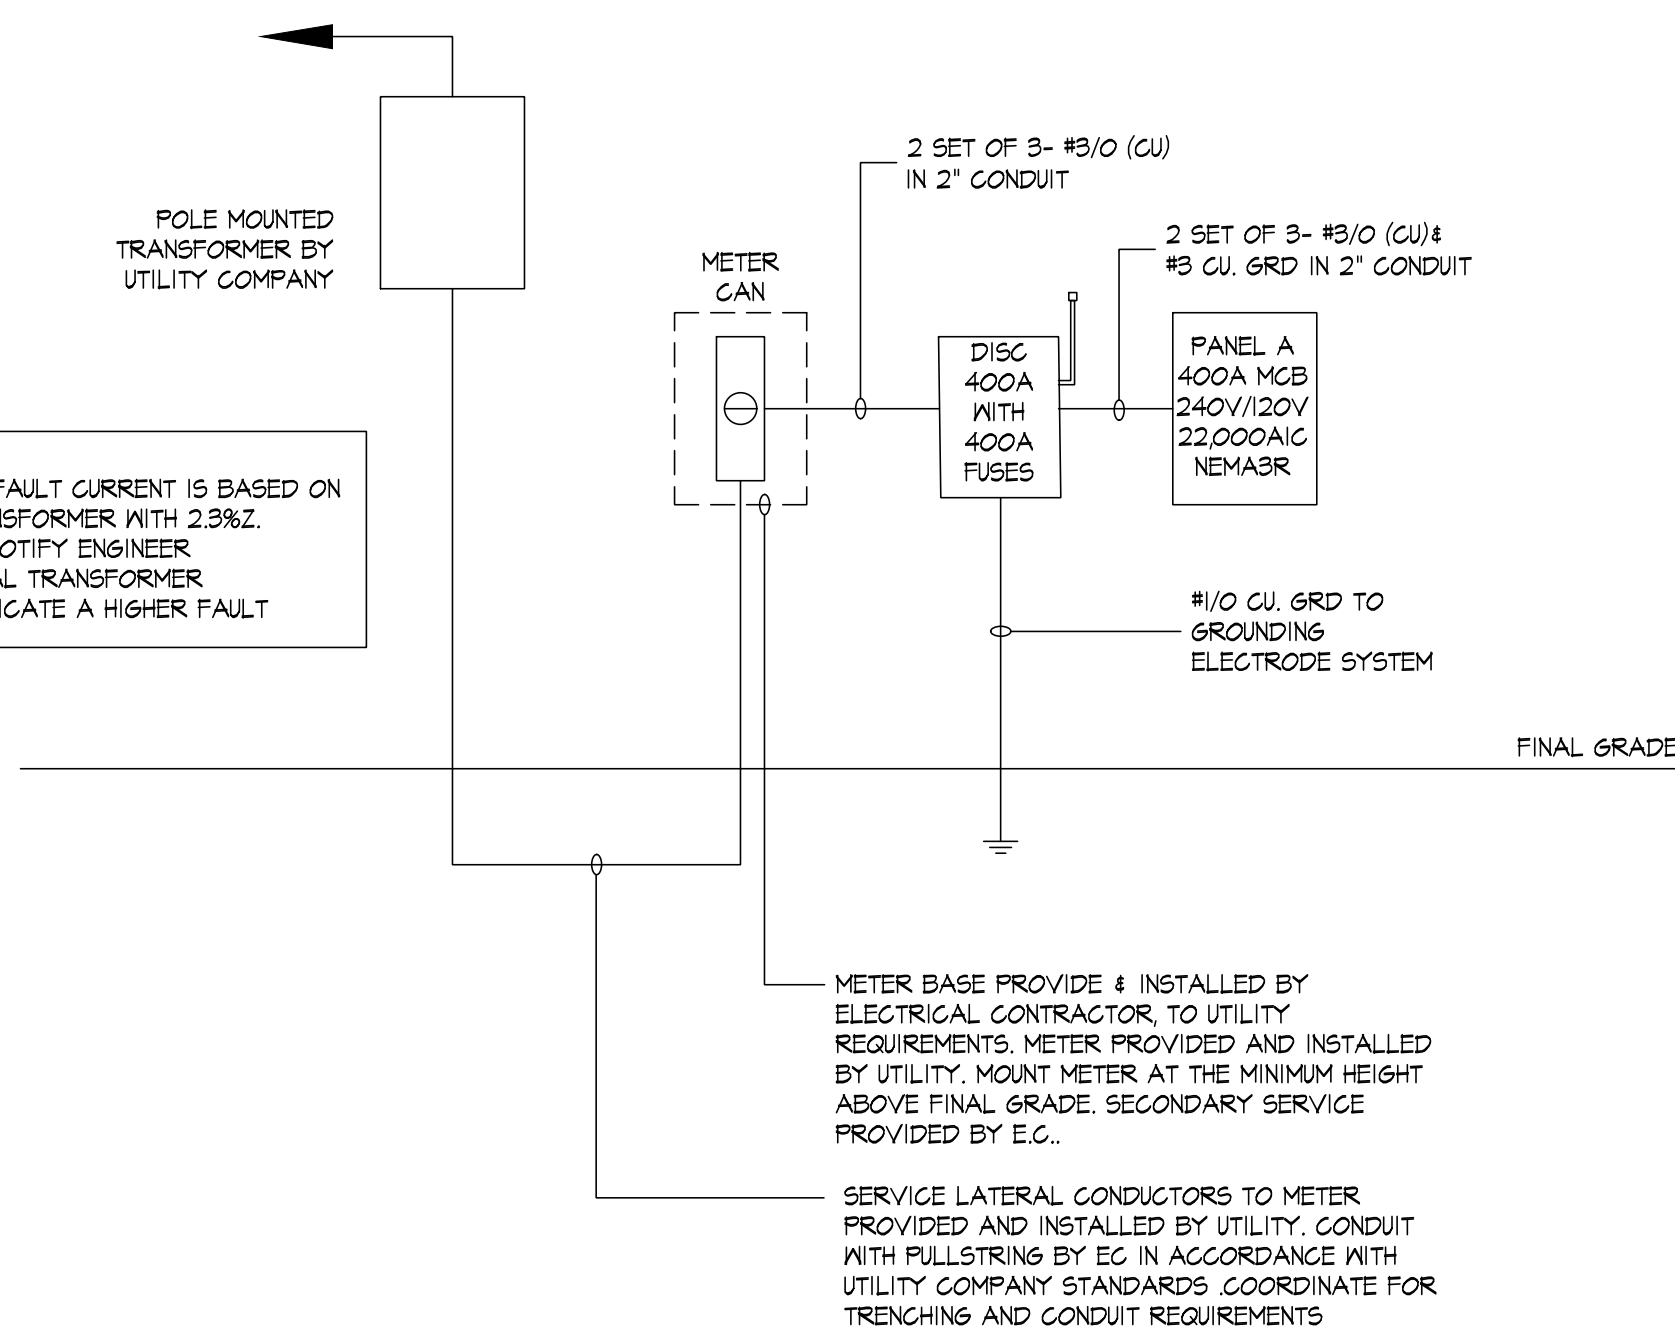 2 SET OF 3- #3/0 (CU)
IN 2" CONDUIT
POLE MOUNTED
TRANSFORMER BY
UTILITY COMPANY
METER
CAN
2 SET OF 3- #3/0 (CU)&
#3 CU. GRD IN 2" CONDUIT
DISC
400A
WITH
400A
FUSES
PANEL A
400A MCB
240V/120V
22,000AIC
NEMA3R
FAULT CURRENT IS BASED ON
WITH 2.3%Z.
ENGINEER
TRANSFORMER
A HIGHER FAULT
#1/0 CU. GRD TO
GROUNDING
ELECTRODE SYSTEM
FINAL GRADE
METER BASE PROVIDE & INSTALLED BY
ELECTRICAL CONTRACTOR, TO UTILITY
REQUIREMENTS. METER PROVIDED AND INSTALLED
BY UTILITY. MOUNT METER AT THE MINIMUM HEIGHT
ABOVE FINAL GRADE. SECONDARY SERVICE
PROVIDED BY E.C..
SERVICE LATERAL CONDUCTORS TO METER
PROVIDED AND INSTALLED BY UTILITY. CONDUIT
WITH PULLSTRING BY EC IN ACCORDANCE WITH
UTILITY COMPANY STANDARDS .COORDINATE FOR
TRENCHING AND CONDUIT REQUIREMENTS